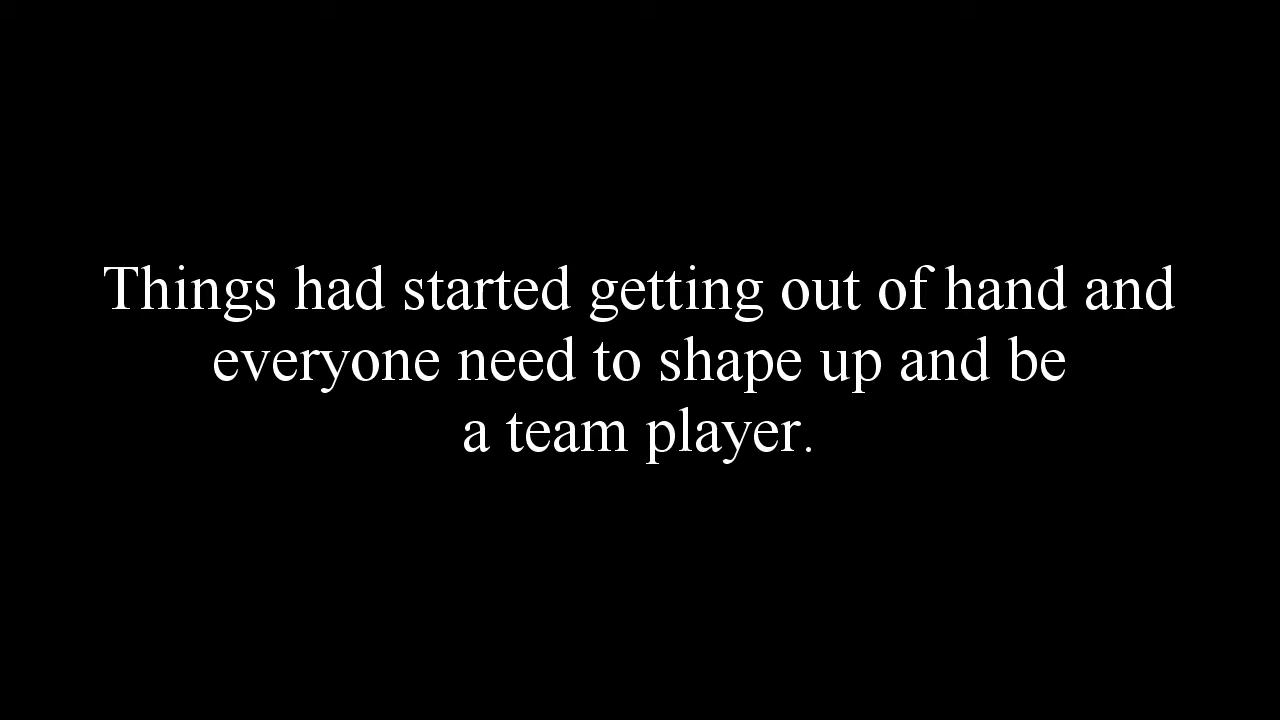 Things had started getting out of hand and
everyone need to shape up and be
a team player.